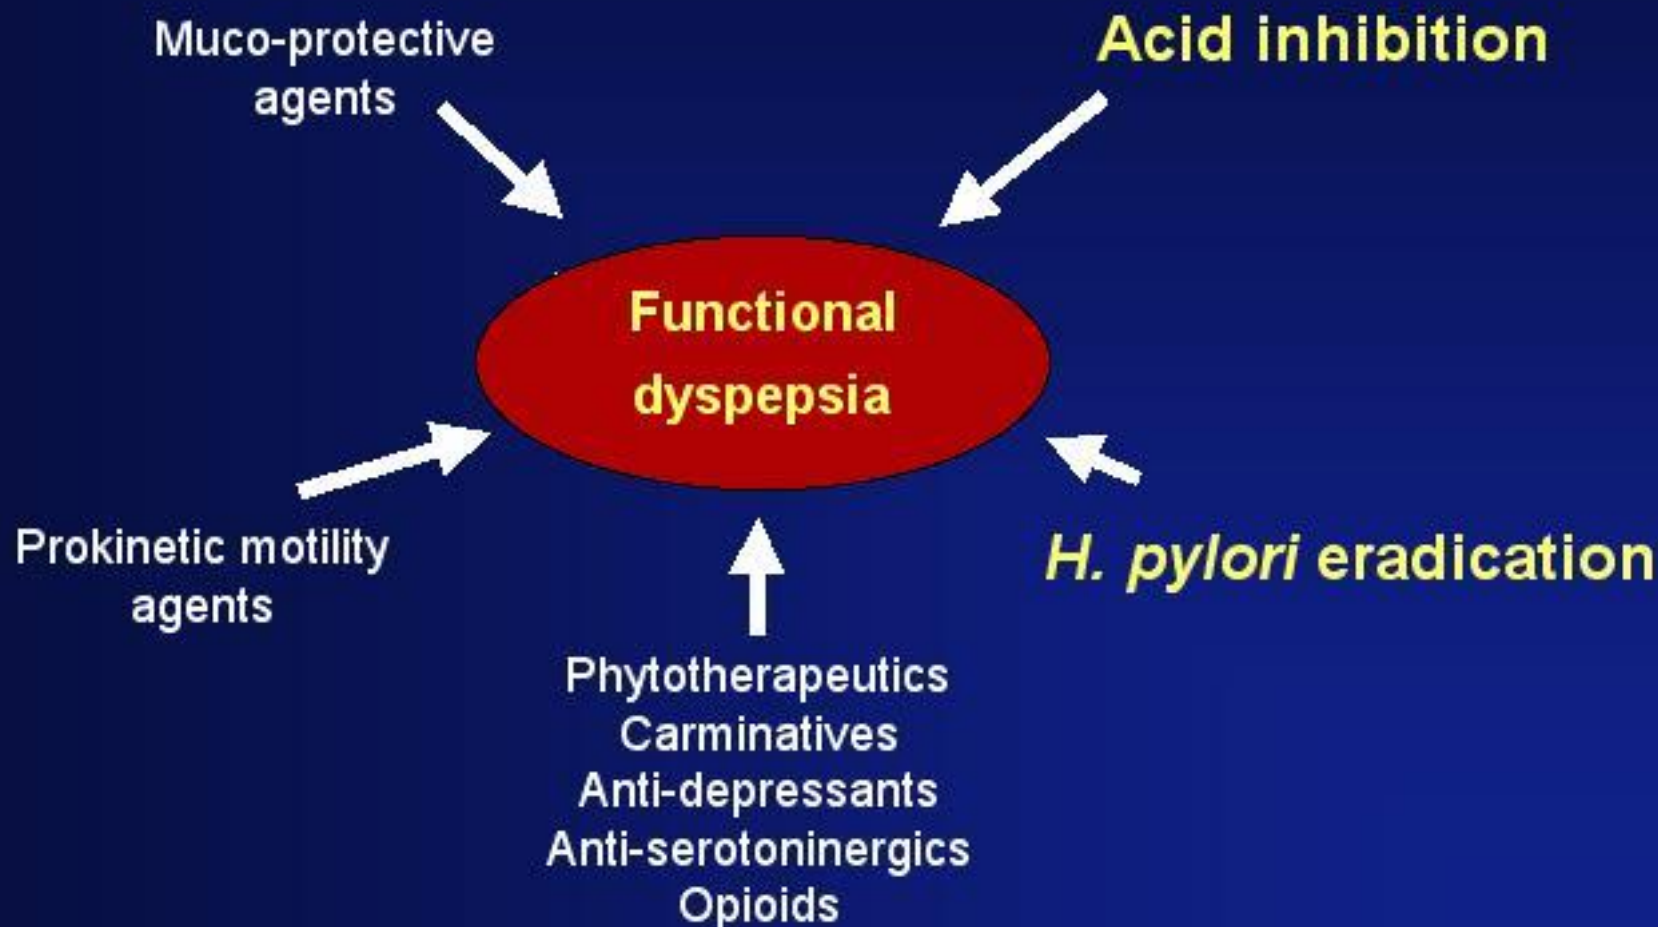 Muco-protective
agents
Acid inhibition
Functional
dyspepsia
Prokinetic motility
agents
H. pylori eradication
Phytotherapeutics
Carminatives
Anti-depressants
Anti-serotoninergics
Opioids